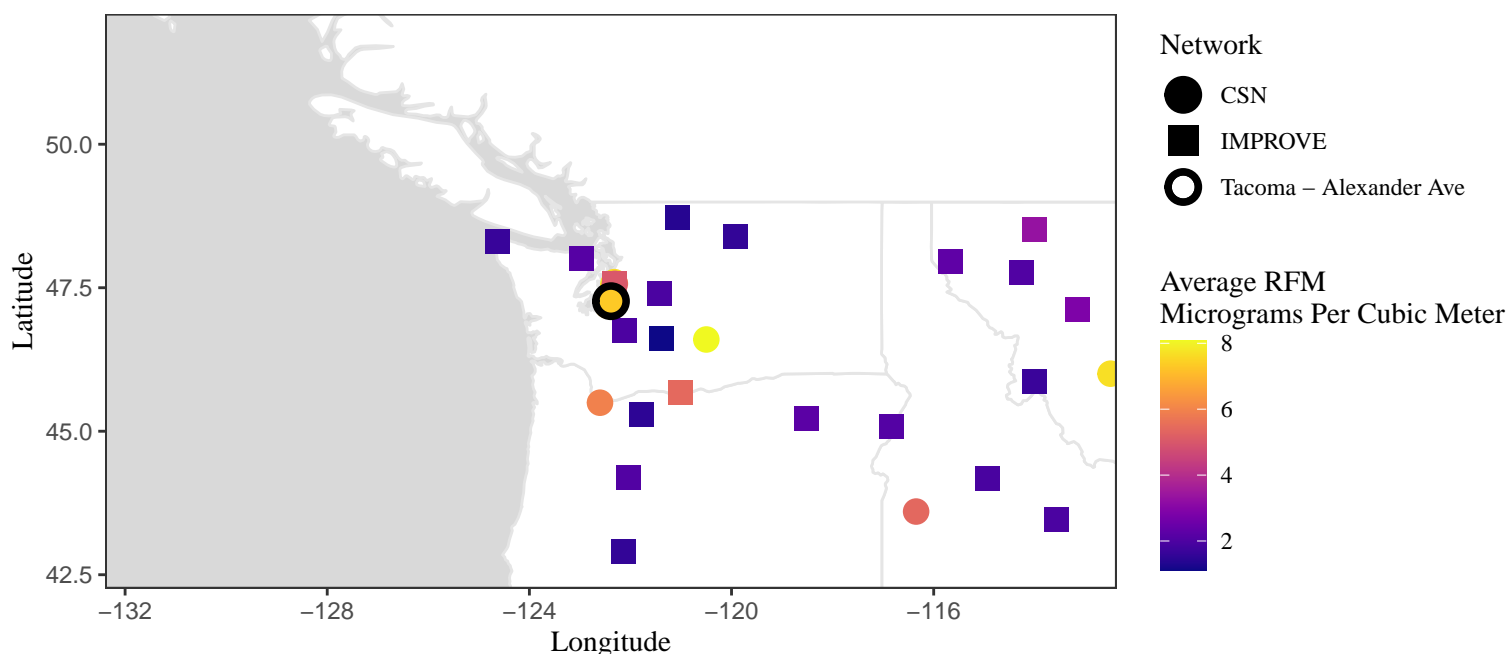 50.0
47.5
45.0
42.5
Latitude
−132
−128
−124
−120
−116
Longitude
Network
CSN
IMPROVE
Tacoma − Alexander Ave
Average RFM
Micrograms Per Cubic Meter
8
6
4
2